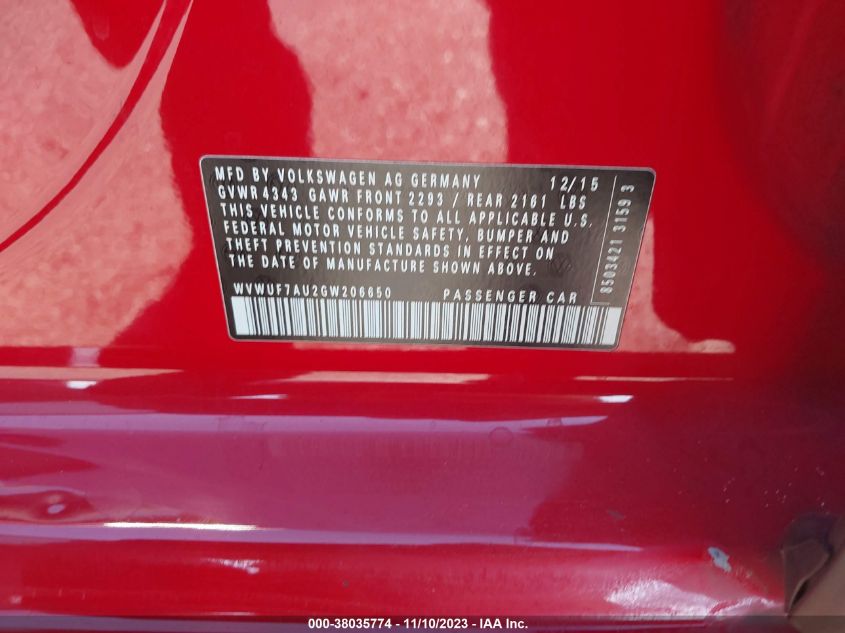 MFD BY VOLKSWAGEN AG GERMANY 12/15
GVWR 4343 GAWR FRONT 2293 / REAR 2161 LBS
THIS VEHICLE CONFORMS TO ALL APPLICABLE U.S.
FEDERAL MOTOR VEHICLE SAFETY, BUMPER AND
THEFT PREVENTION STANDARDS IN EFFECT ON
THE DATE OF MANUFACTURE SHOWN ABOVE.
WVWUF7AU2GW206650 PASSENGER CAR
8503421 3159 3
000-38035774 - 11/10/2023 - IAA Inc.